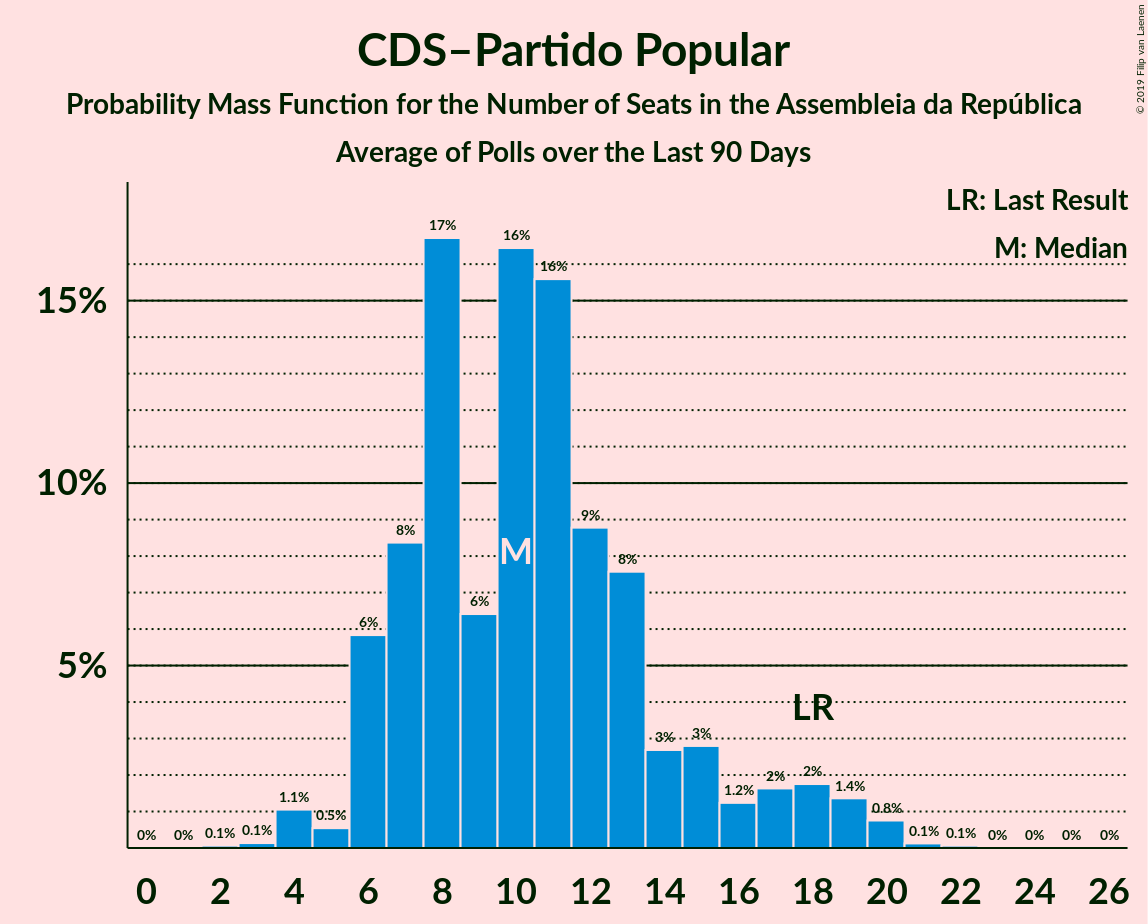 CDS–Partido Popular
Probability Mass Function for the Number of Seats in the Assembleia da República
Average of Polls over the Last 90 Days
© 2019 Filip van Laenen
LR: Last Result
M: Median
17%
16%
16%
15%
10%
9%
8%
8%
M
6%
6%
5%
LR
3%
3%
2%
2%
1.4%
1.2%
1.1%
0.8%
0.5%
0% 0% 0.1% 0.1% 0.1% 0.1% 0% 0% 0% 0%
0 2 4 6 8 10 12 14 16 18 20 22 24 26